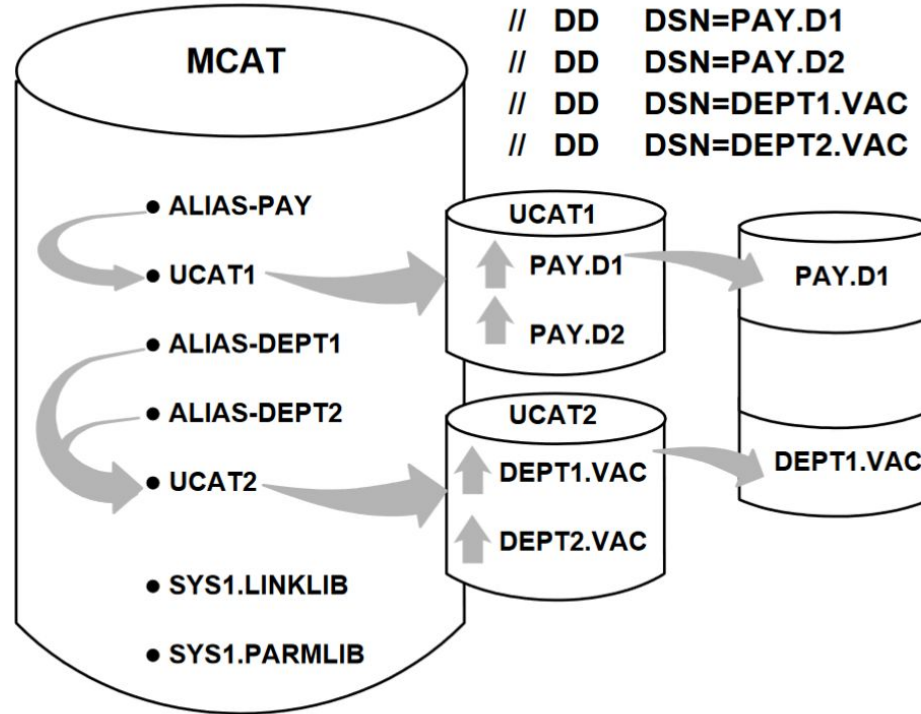 MCAT
// DD DSN=PAY.D1
// DD DSN=PAY.D2
// DD DSN=DEPT1.VAC
// DD DSN=DEPT2.VAC
● ALIAS-PAY
● UCAT1
● ALIAS-DEPT1
● ALIAS-DEPT2
● UCAT2
● SYS1.LINKLIB
● SYS1.PARMLIB
UCAT1
PAY.D1
PAY.D2
UCAT2
DEPT1.VAC
DEPT2.VAC
PAY.D1
DEPT1.VAC